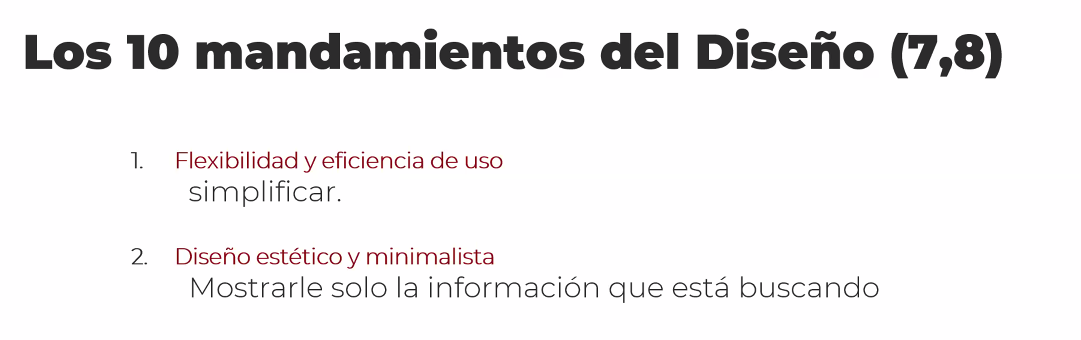 Los 10 mandamientos del Diseño (7,8)
1. Flexibilidad y eficiencia de uso
simplificar.
2. Diseño estético y minimalista
Mostrarle solo la información que está buscando